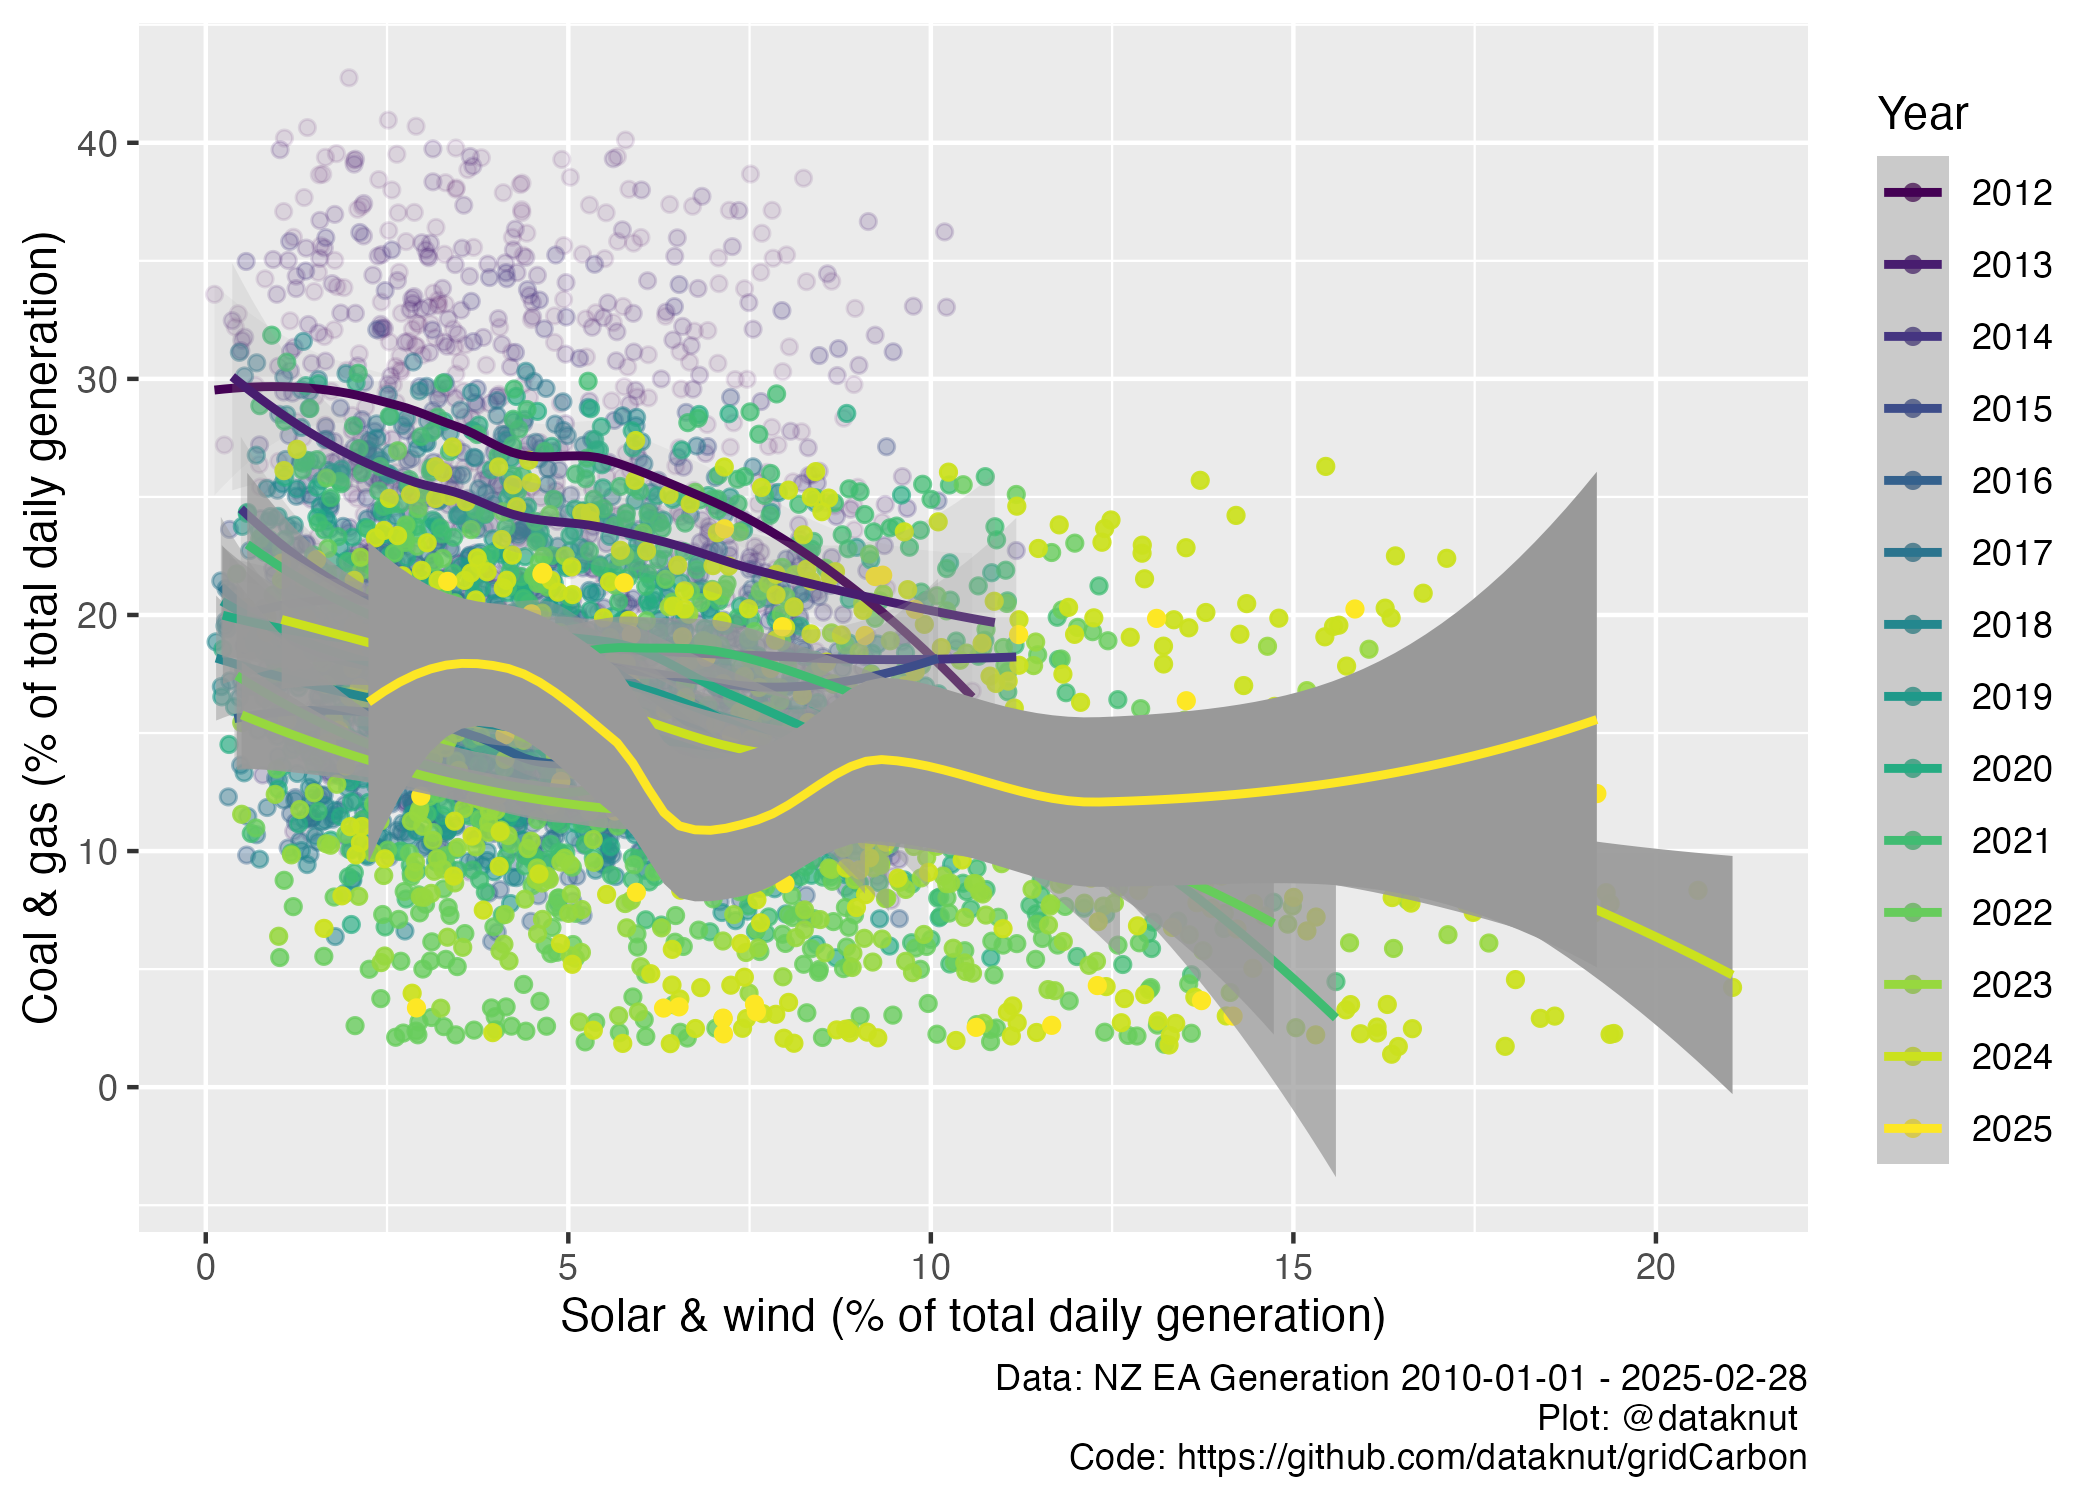 Coal & gas (% of total daily generation)
40
30
20
10
0
0 5 10 15 20
Solar & wind (% of total daily generation)
Year
2012
2013
2014
2015
2016
2017
2018
2019
2020
2021
2022
2023
2024
2025
Data: NZ EA Generation 2010-01-01 - 2025-02-28
Plot: @dataknut
Code: https://github.com/dataknut/gridCarbon